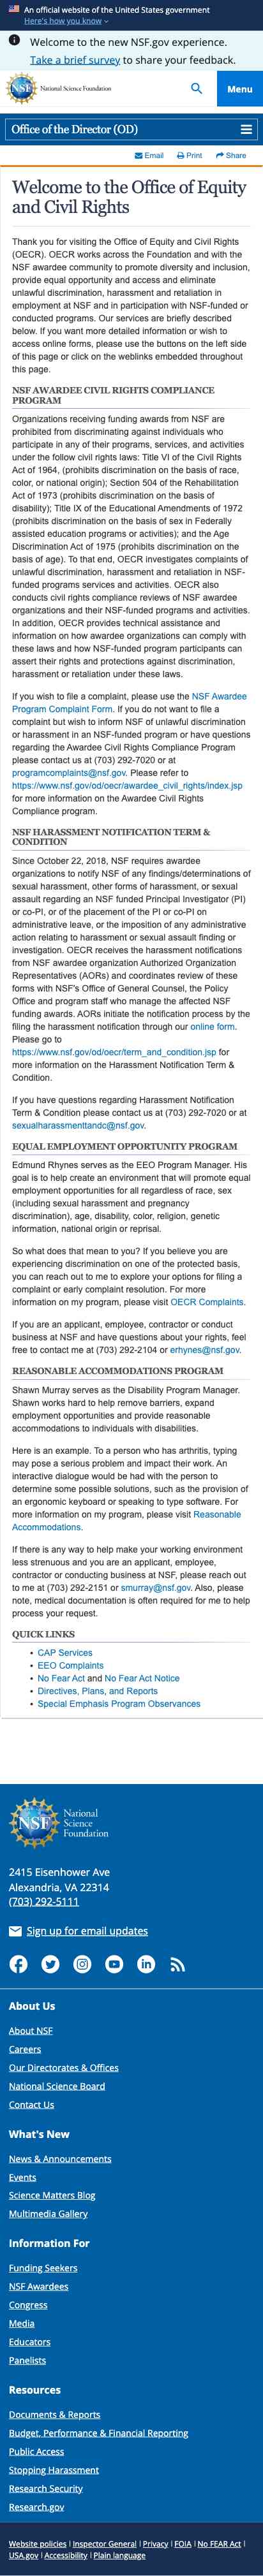 An official website of the United States government
Here's how you know
Welcome to the new NSF.gov experience.
Take a brief survey to share your feedback.
NSF National Science Foundation
Menu
Office of the Director (OD)
Email Print Share
Welcome to the Office of Equity
and Civil Rights
Thank you for visiting the Office of Equity and Civil Rights
(OECR). OECR works across the Foundation and with the
NSF awardee community to promote diversity and inclusion,
provide equal opportunity and access and eliminate
unlawful discrimination, harassment and retaliation in
employment at NSF and in participation with NSF-funded or
conducted programs. Our services are briefly described
below. If you want more detailed information or wish to
access online forms, please use the buttons on the left side
of this page or click on the weblinks embedded throughout
this page.
NSF AWARDEE CIVIL RIGHTS COMPLIANCE
PROGRAM
Organizations receiving funding awards from NSF are
prohibited from discriminating against individuals who
participate in any of their programs, services, and activities
under the follow civil rights laws: Title VI of the Civil Rights
Act of 1964, (prohibits discrimination on the basis of race,
color, or national origin); Section 504 of the Rehabilitation
Act of 1973 (prohibits discrimination on the basis of
disability); Title IX of the Educational Amendments of 1972
(prohibits discrimination on the basis of sex in Federally
assisted education programs or activities); and the Age
Discrimination Act of 1975 (prohibits discrimination on the
basis of age). To that end, OECR investigates complaints of
unlawful discrimination, harassment and retaliation in NSF-
funded programs services and activities. OECR also
conducts civil rights compliance reviews of NSF awardee
organizations and their NSF-funded programs and activities.
In addition, OECR provides technical assistance and
information on how awardee organizations can comply with
these laws and how NSF-funded program participants can
assert their rights and protections against discrimination,
harassment or retaliation under these laws.
If you wish to file a complaint, please use the NSF Awardee
Program Complaint Form. If you do not want to file a
complaint but wish to inform NSF of unlawful discrimination
or harassment in an NSF-funded program or have questions
regarding the Awardee Civil Rights Compliance Program
please contact us at (703) 292-7020 or at
programcomplaints@nsf.gov. Please refer to
https://www.nsf.gov/od/oecr/awardee_civil_rights/index.jsp
for more information on the Awardee Civil Rights
Compliance program.
NSF HARASSSMENT NOTIFICATION TERM &
CONDITION
Since October 22, 2018, NSF requires awardee
organizations to notify NSF of any findings/determinations of
sexual harassment, other forms of harassment, or sexual
assault regarding an NSF funded Principal Investigator (PI)
or co-PI, or of the placement of the PI or co-PI on
administrative leave, or the imposition of any administrative
action relating to harassment or sexual assault finding or
investigation. OECR receives the harassment notifications
from NSF awardee organization Authorized Organization
Representatives (AORs) and coordinates review of these
forms with NSF's Office of General Counsel, the Policy
Office and program staff who manage the affected NSF
funding awards. AORs initiate the notifications process by the
filing the harassment notification through our online form.
Please go to
https://www.nsf.gov/od/oecr/term_and_condition.jsp for
more information on the Harassment Notification Term &
Condition.
If you have questions regarding Harassment Notification
Term & Condition please contact us at (703) 292-7020 or at
sexualharassmenttandc@nsf.gov.
EQUAL EMPLOYMENT OPPORTUNITY PROGRAM
Edmund Rhynes serves as the EEO Program Manager. His
goal is to help create an environment that will promote equal
employment opportunities for all regardless of race, sex
(including sexual harassment and pregnancy
discrimination), age, disability, color, religion, genetic
information, national origin or reprisal.
So what does that mean to you? If you believe you are
experiencing discrimination on one of the protected basis,
you can reach out to me to explore your options for filing a
complaint or early complaint resolution. For more
information on my program, please visit OECR Complaints.
If you are an applicant, employee, contractor or conduct
business at NSF and have questions about your rights, feel
free to contact me at (703) 292-2104 or erhynes@nsf.gov.
REASONABLE ACCOMMODATIONS PROGRAM
Shawn Murray serves as the Disability Program Manager.
Shawn works hard to help remove barriers, expand
employment opportunities and provide reasonable
accommodations to individuals with disabilities.
Here is an example. To a person who has arthritis, typing
may pose a serious problem and impact their work. An
interactive dialogue would be had with the person to
determine some possible solutions, such as the provision of
an ergonomic keyboard or speaking to type software. For
more information on my program, please visit Reasonable
Accommodations.
If there is any way to help make your working environment
less strenuous and you are an applicant, employee,
contractor or conducting business at NSF, please reach out
to me at (703) 292-2151 or smurray@nsf.gov. Also, please
note, medical documentation is often required for me to help
process your request.
QUICK LINKS
• CAP Services
• EEO Complaints
• No Fear Act and No Fear Act Notice
• Directives, Plans, and Reports
• Special Emphasis Program Observances
NSF
National
Science
Foundation
2415 Eisenhower Ave
Alexandria, VA 22314
(703) 292-5111
Sign up for email updates
About Us
About NSF
Careers
Our Directorates & Offices
National Science Board
Contact Us
What's New
News & Announcements
Events
Science Matters Blog
Multimedia Gallery
Information For
Funding Seekers
NSF Awardees
Congress
Media
Educators
Panelists
Resources
Documents & Reports
Budget, Performance & Financial Reporting
Public Access
Stopping Harassment
Research Security
Research.gov
Website policies | Inspector General | Privacy | FOIA | No FEAR Act |
USA.gov | Accessibility | Plain language